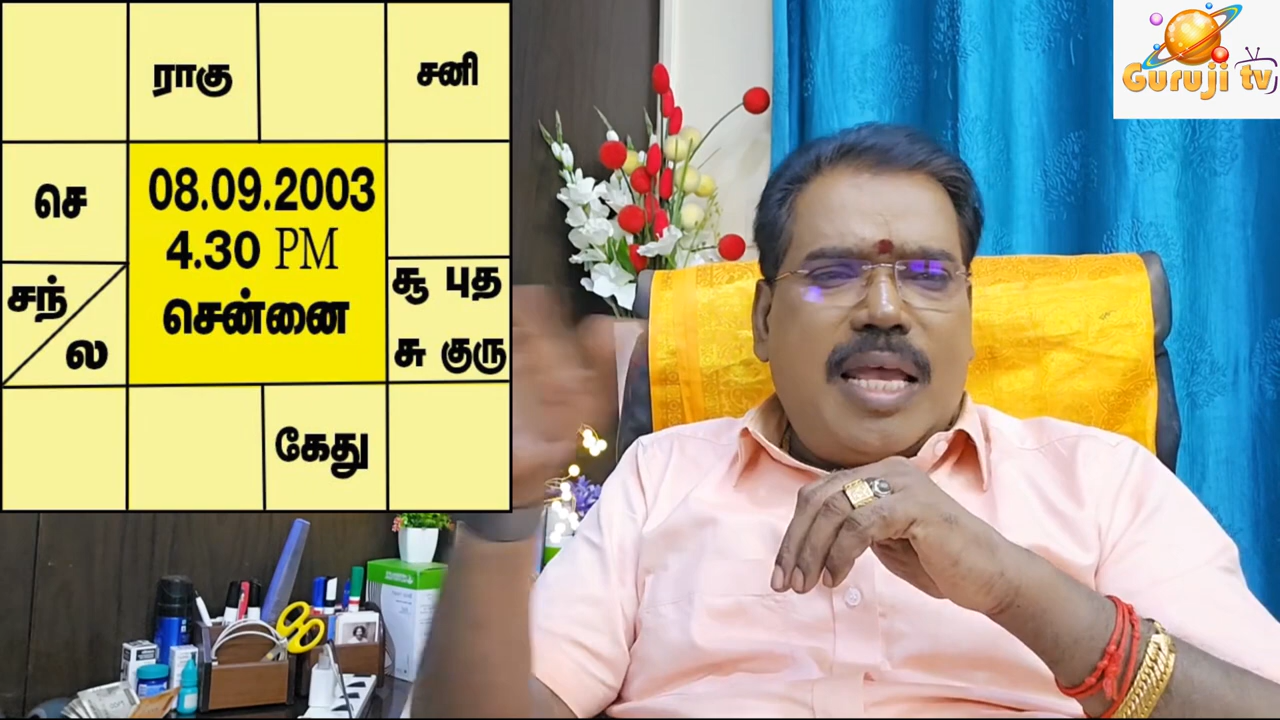 ராகு
சனி
செ
08.09.2003
4.30 PM
சென்னை
சந்
ல
சூ புத
சு குரு
கேது
Guruji tv